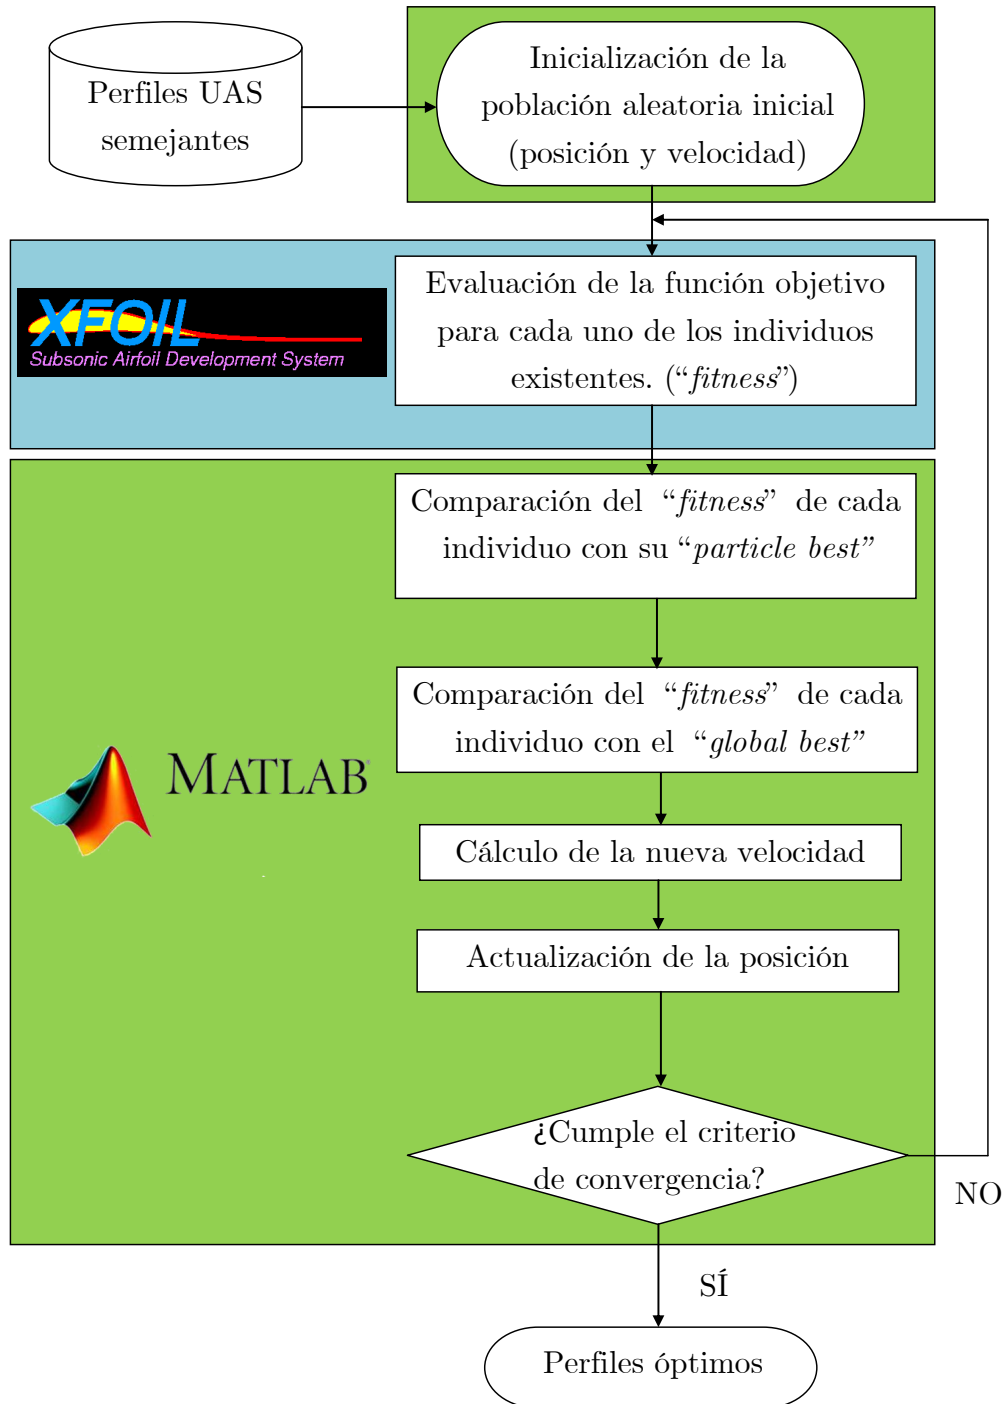 Perfiles UAS
semejantes
Inicialización de la
población aleatoria inicial
(posición y velocidad)
XFOIL
Subsonic Airfoil Development System
Evaluación de la función objetivo
para cada uno de los individuos
existentes. (“fitness”)
Comparación del “fitness” de cada
individuo con su “particle best”
Comparación del “fitness” de cada
individuo con el “global best”
MATLAB®
Cálculo de la nueva velocidad
Actualización de la posición
¿Cumple el criterio
de convergencia?
NO
SÍ
Perfiles óptimos